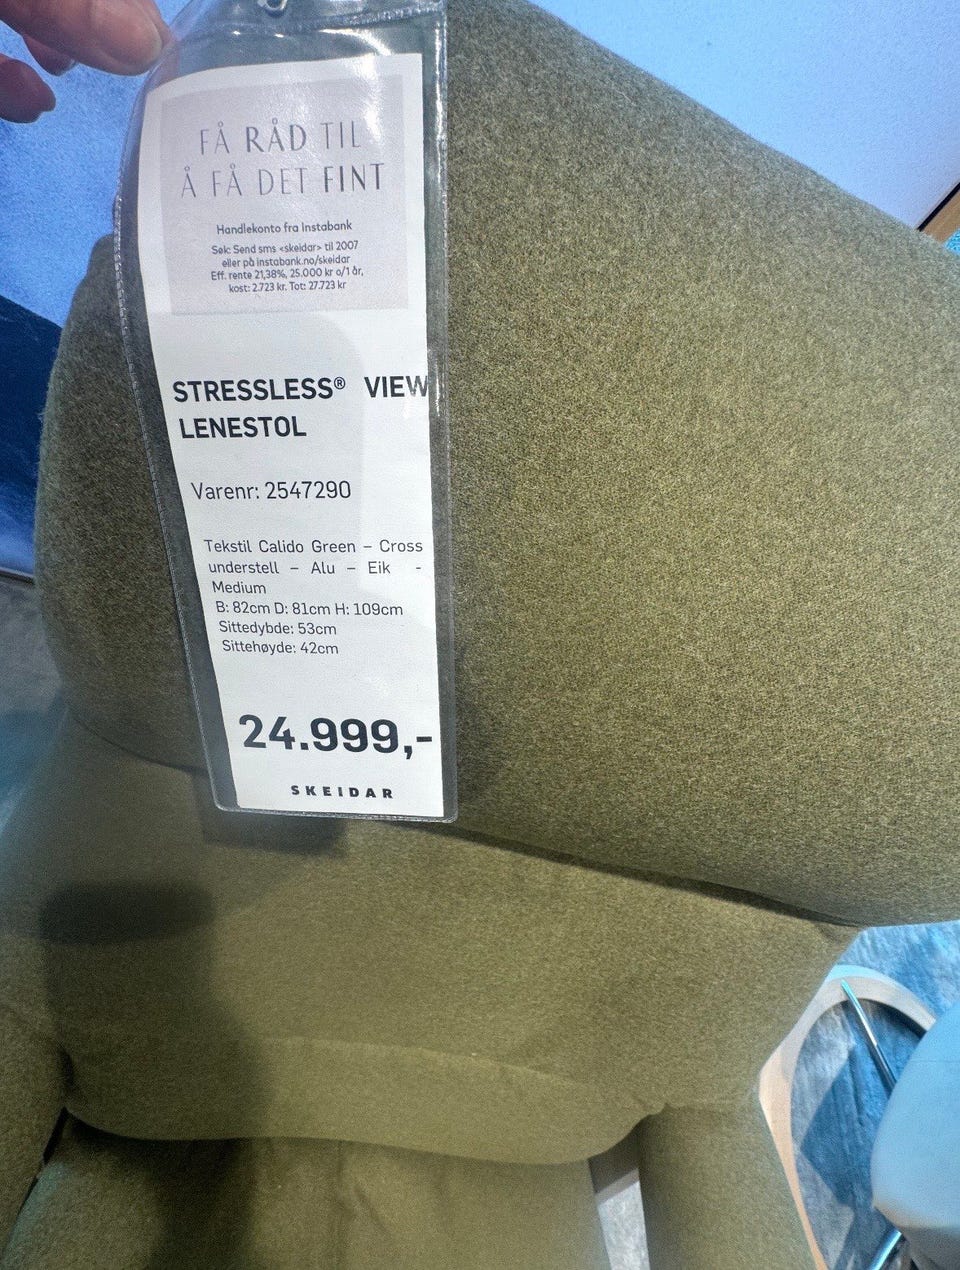 FÅ RÅD TIL
Å FÅ DET FINT
Handlekonto fra Instabank
Søk: Send sms <skeidar> til 2007
eller på instabank.no/skeidar
Eff. rente 21,38%, 25.000 kr o/1 år,
kost: 2.723 kr. Tot: 27.723 kr
STRESSLESS® VIEW
LENESTOL
Varenr: 2547290
Tekstil Calido Green – Cross
understell – Alu – Eik -
Medium
B: 82cm D: 81cm H: 109cm
Sittedybde: 53cm
Sittehøyde: 42cm
24.999,-
SKEIDAR